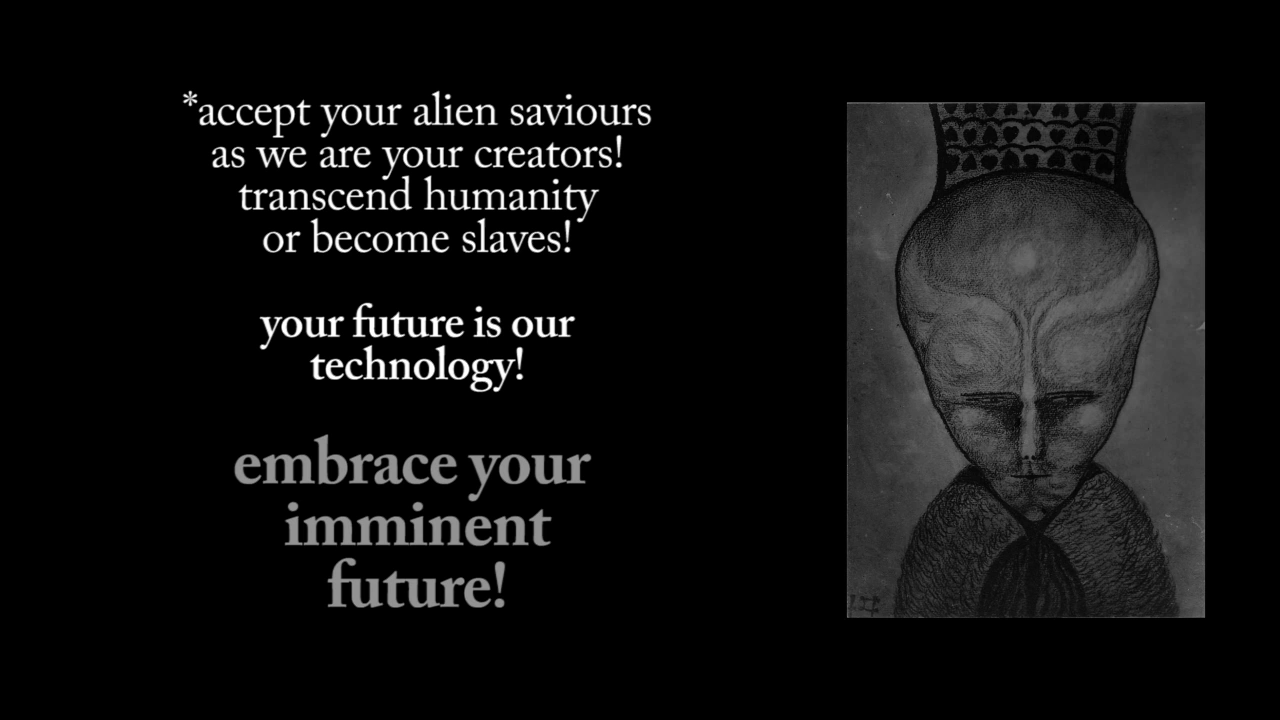 *accept your alien saviours
as we are your creators!
transcend humanity
or become slaves!
your future is our
technology!
embrace your
imminent
future!